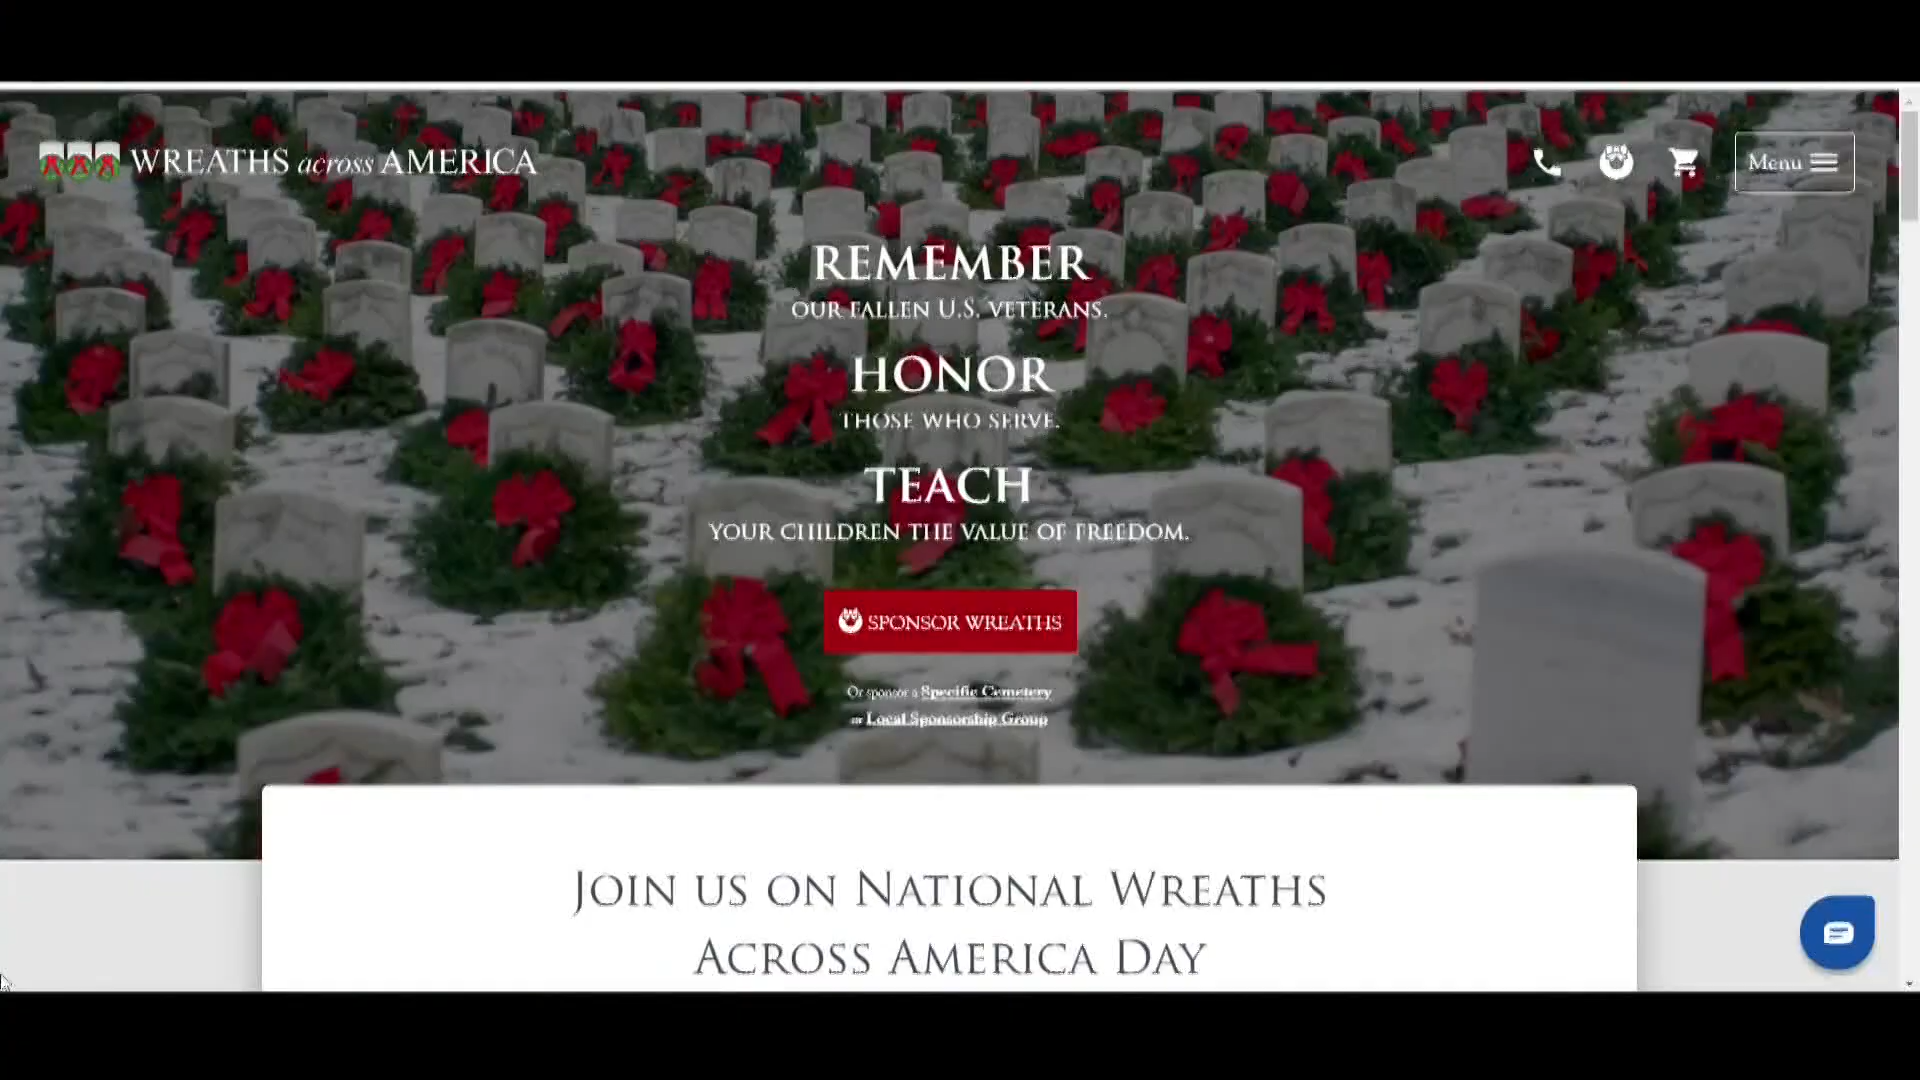 WREATHS across AMERICA
Menu
REMEMBER
OUR FALLEN U.S. VETERANS.
HONOR
THOSE WHO SERVE.
TEACH
YOUR CHILDREN THE VALUE OF FREEDOM.
SPONSOR WREATHS
Or sponsor a Specific Cemetery
or Local Sponsorship Group
JOIN US ON NATIONAL WREATHS
ACROSS AMERICA DAY